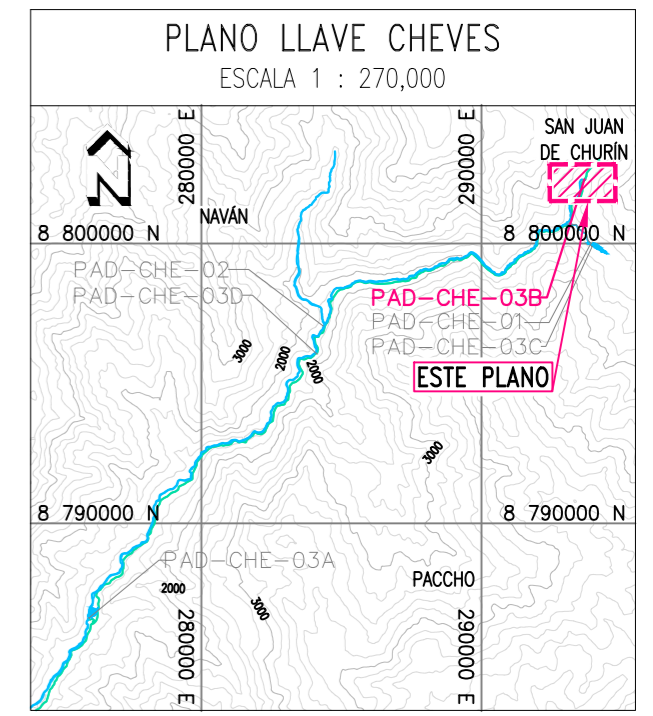 PLANO LLAVE CHEVES
ESCALA 1 : 270,000
280000 E
290000 E
SAN JUAN
DE CHURÍN
NAVÁN
8 800000 N
8 800000 N
PAD-CHE-02
PAD-CHE-03D
PAD-CHE-03B
PAD-CHE-01
PAD-CHE-03C
ESTE PLANO
3000
2000
2000
3000
8 790000 N
8 790000 N
PAD-CHE-03A
PACCHO
2000
3000
280000 E
290000 E